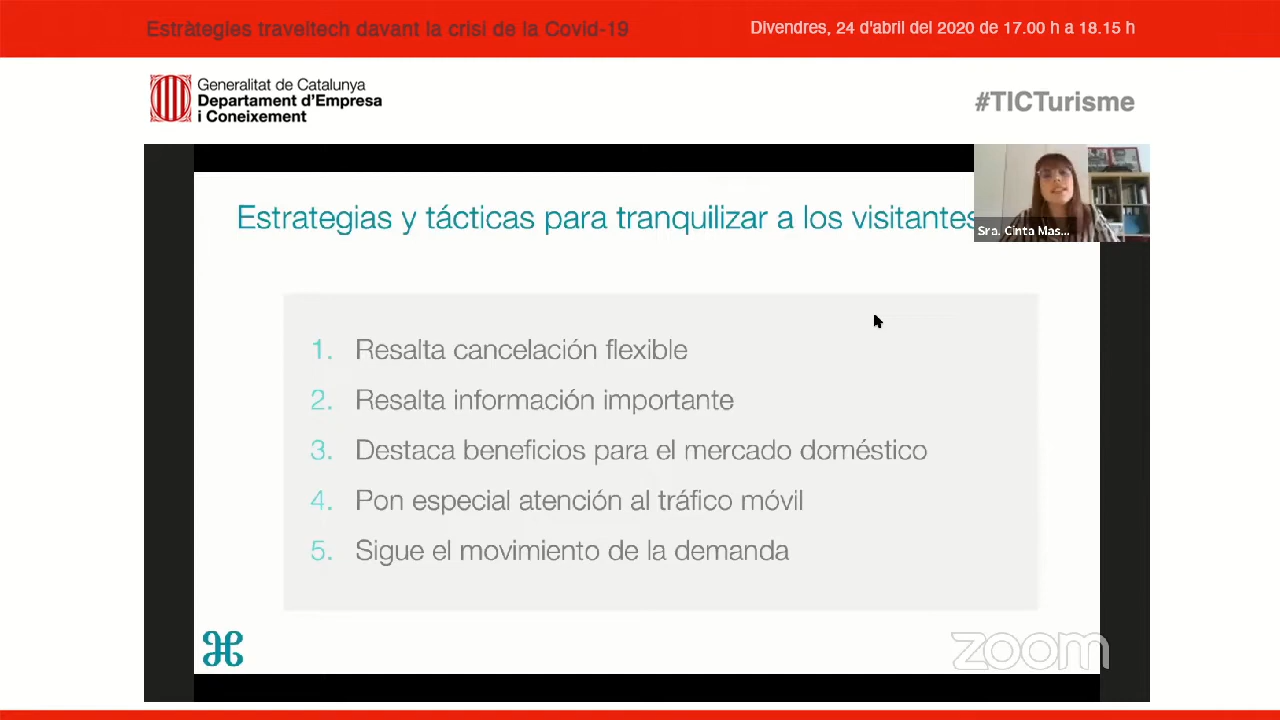 Estràtegies traveltech davant la crisi de la Covid-19
Divendres, 24 d'abril del 2020 de 17.00 h a 18.15 h
Generalitat de Catalunya
Departament d'Empresa
i Coneixement
#TICTurisme
Estrategias y tácticas para tranquilizar a los visitantes
Sra. Cinta Mas...
1. Resalta cancelación flexible
2. Resalta información importante
3. Destaca beneficios para el mercado doméstico
4. Pon especial atención al tráfico móvil
5. Sigue el movimiento de la demanda
zoom